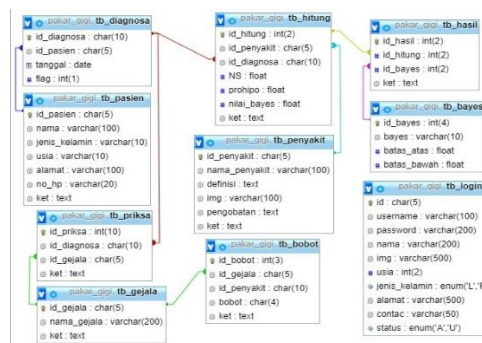 pakar_gigi tb_diagnosa
id_diagnosa : char(10)
id_pasien : char(5)
tanggal : date
flag : int(1)
pakar_gigi tb_pasien
id_pasien : char(5)
nama : varchar(100)
jenis_kelamin : varchar(10)
usia : varchar(10)
alamat : varchar(100)
no_hp : varchar(20)
ket : text
pakar_gigi tb_priksa
id_priksa : int(10)
id_diagnosa : char(10)
id_gejala : char(5)
ket : text
pakar_gigi tb_gejala
id_gejala : char(5)
nama_gejala : varchar(200)
ket : text
pakar_gigi tb_hitung
id_hitung : int(2)
id_penyakit : char(5)
id_diagnosa : char(10)
NS : float
prohipo : float
nilai_bayes : float
ket : text
pakar_gigi tb_penyakit
id_penyakit : char(5)
nama_penyakit : varchar(100)
definisi : text
img : varchar(100)
pengobatan : text
ket : text
pakar_gigi tb_bobot
id_bobot : int(3)
id_gejala : char(5)
id_penyakit : char(10)
bobot : char(4)
ket : text
pakar_gigi tb_hasil
id_hasil : int(2)
id_hitung : int(2)
id_bayes : int(2)
ket : text
pakar_gigi tb_bayes
id_bayes : int(4)
bayes : varchar(10)
batas_atas : float
batas_bawah : float
pakar_gigi tb_login
id : char(5)
username : varchar(100)
password : varchar(200)
nama : varchar(200)
img : varchar(500)
usia : int(2)
jenis_kelamin : enum('L','P
alamat : varchar(500)
contac : varchar(50)
status : enum('A','U')